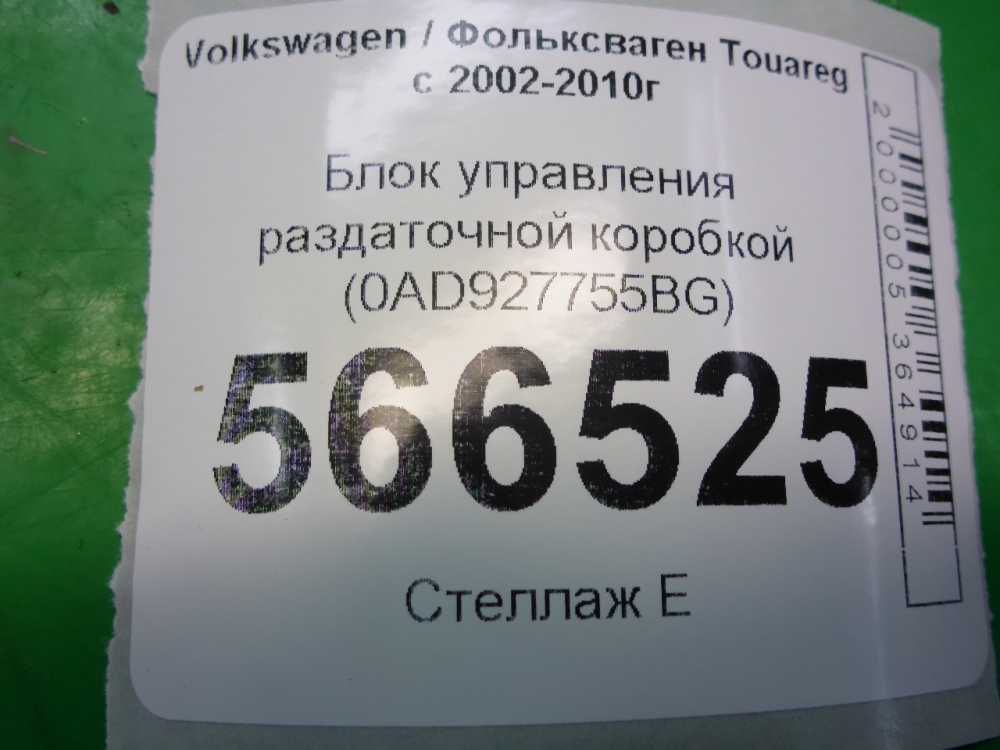 Volkswagen / Фольксваген Touareg
с 2002-2010г
Блок управления
раздаточной коробкой
(0AD927755BG)
566525
Стеллаж Е
2000005364914